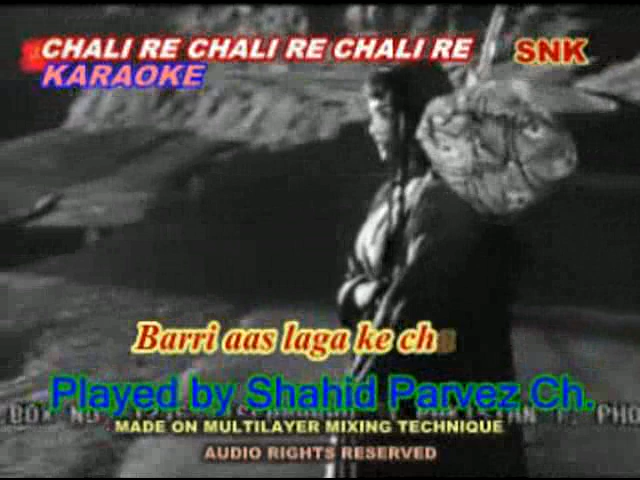 CHALI RE CHALI RE CHALI RE SNK
KARAOKE
Barri aas laga ke ch
Played by Shahid Parvez Ch.
MADE ON MULTILAYER MIXING TECHNIQUE
AUDIO RIGHTS RESERVED